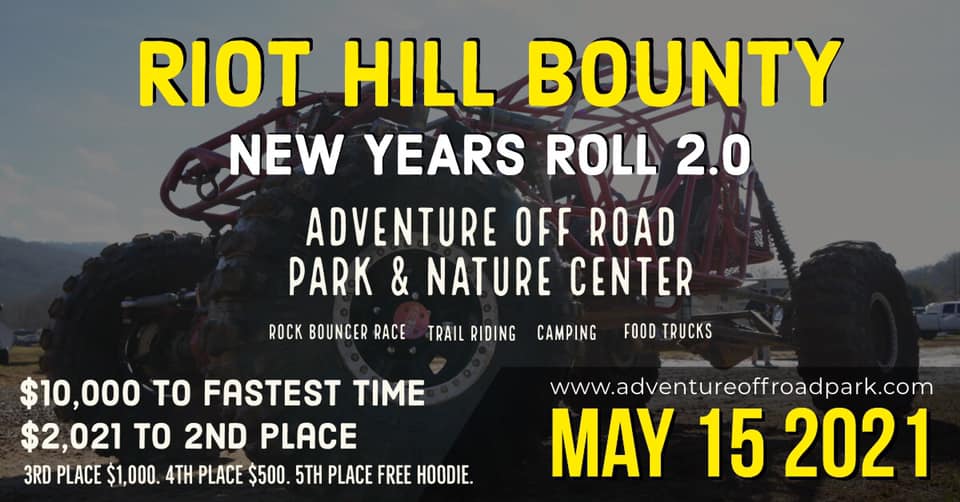 RIOT HILL BOUNTY
NEW YEARS ROLL 2.0
ADVENTURE OFF ROAD
PARK & NATURE CENTER
ROCK BOUNCER RACE TRAIL RIDING CAMPING FOOD TRUCKS
$10,000 TO FASTEST TIME
$2,021 TO 2ND PLACE
3RD PLACE $1,000. 4TH PLACE $500. 5TH PLACE FREE HOODIE.
www.adventureoffroadpark.com
MAY 15 2021